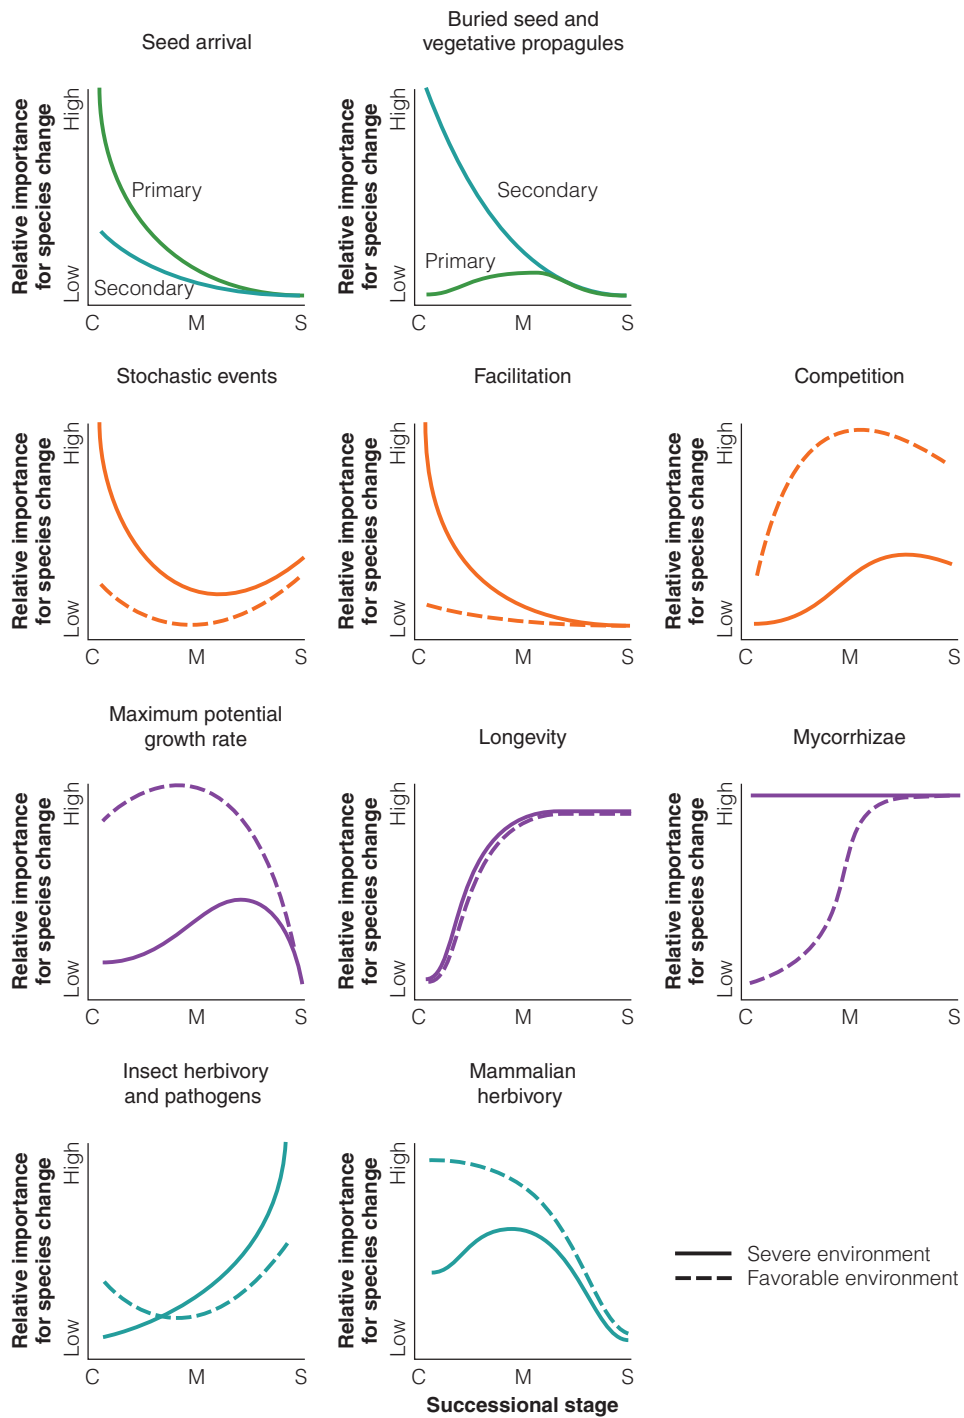 Seed arrival
Buried seed and
vegetative propagules
Relative importance
for species change
High
Low
Primary
Secondary
C M S
Relative importance
for species change
High
Low
Secondary
Primary
C M S
Stochastic events
Facilitation
Competition
Relative importance
for species change
High
Low
C M S
Relative importance
for species change
High
Low
C M S
Relative importance
for species change
High
Low
C M S
Maximum potential
growth rate
Longevity
Mycorrhizae
Relative importance
for species change
High
Low
C M S
Relative importance
for species change
High
Low
C M S
Relative importance
for species change
High
Low
C M S
Insect herbivory
and pathogens
Mammalian
herbivory
Relative importance
for species change
High
Low
C M S
Relative importance
for species change
High
Low
C M S
Successional stage
Severe environment
Favorable environment